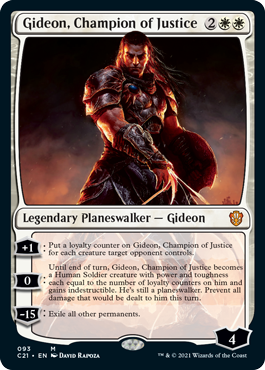 Gideon, Champion of Justice 2
Legendary Planeswalker — Gideon
+1: Put a loyalty counter on Gideon, Champion of Justice
for each creature target opponent controls.
Until end of turn, Gideon, Champion of Justice becomes
a Human Soldier creature with power and toughness
0: each equal to the number of loyalty counters on him and
gains indestructible. He's still a planeswalker. Prevent all
damage that would be dealt to him this turn.
-15: Exile all other permanents.
4
093 M
C21 • EN DAVID RAPOZA
™ & © 2021 Wizards of the Coast